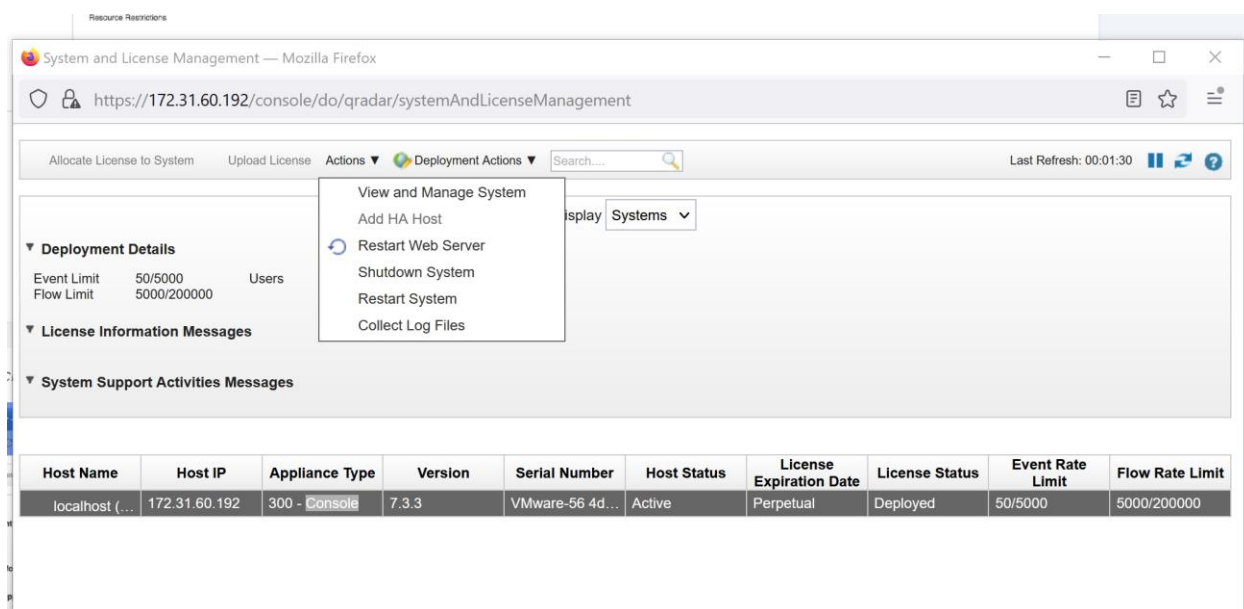 Resource Restrictions
System and License Management — Mozilla Firefox
https://172.31.60.192/console/do/qradar/systemAndLicenseManagement
Allocate License to System Upload License Actions ▼ Deployment Actions ▼ Search.... Last Refresh: 00:01:30
View and Manage System
isplay Systems
Add HA Host
Restart Web Server
Shutdown System
Restart System
Collect Log Files
Deployment Details
Event Limit 50/5000 Users
Flow Limit 5000/200000
License Information Messages
System Support Activities Messages
Host Name Host IP Appliance Type Version Serial Number Host Status License Expiration Date License Status Event Rate Limit Flow Rate Limit
localhost (... 172.31.60.192 300 - Console 7.3.3 VMware-56 4d... Active Perpetual Deployed 50/5000 5000/200000